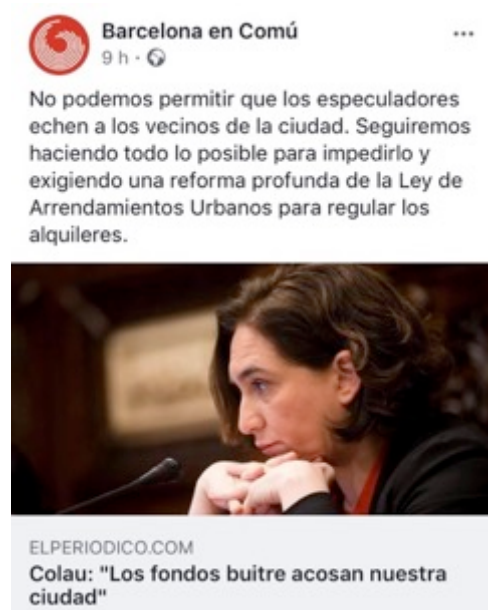 Barcelona en Comú
9 h ·
No podemos permitir que los especuladores
echen a los vecinos de la ciudad. Seguiremos
haciendo todo lo posible para impedirlo y
exigiendo una reforma profunda de la Ley de
Arrendamientos Urbanos para regular los
alquileres.
ELPERIODICO.COM
Colau: "Los fondos buitre acosan nuestra
ciudad"